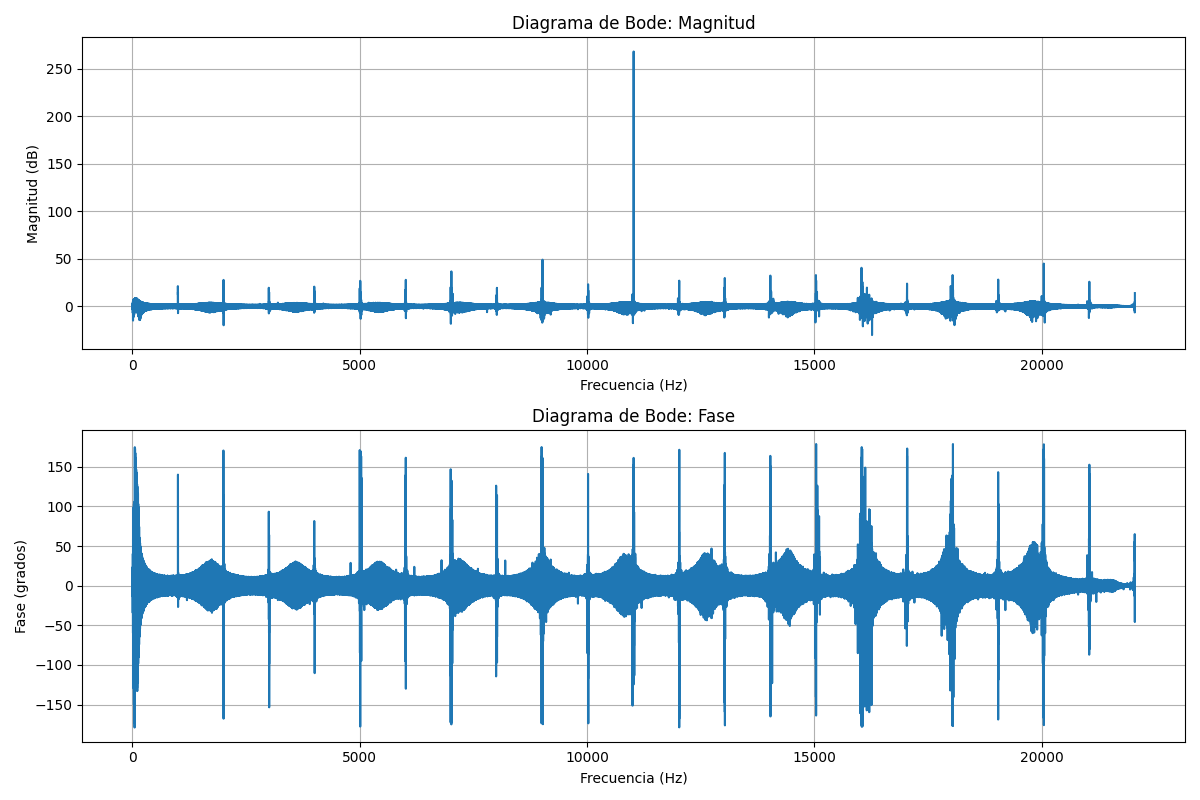 Diagrama de Bode: Magnitud
Magnitud (dB)
250
200
150
100
50
0
0 5000 10000 15000 20000
Frecuencia (Hz)
Diagrama de Bode: Fase
Fase (grados)
150
100
50
0
−50
−100
−150
0 5000 10000 15000 20000
Frecuencia (Hz)